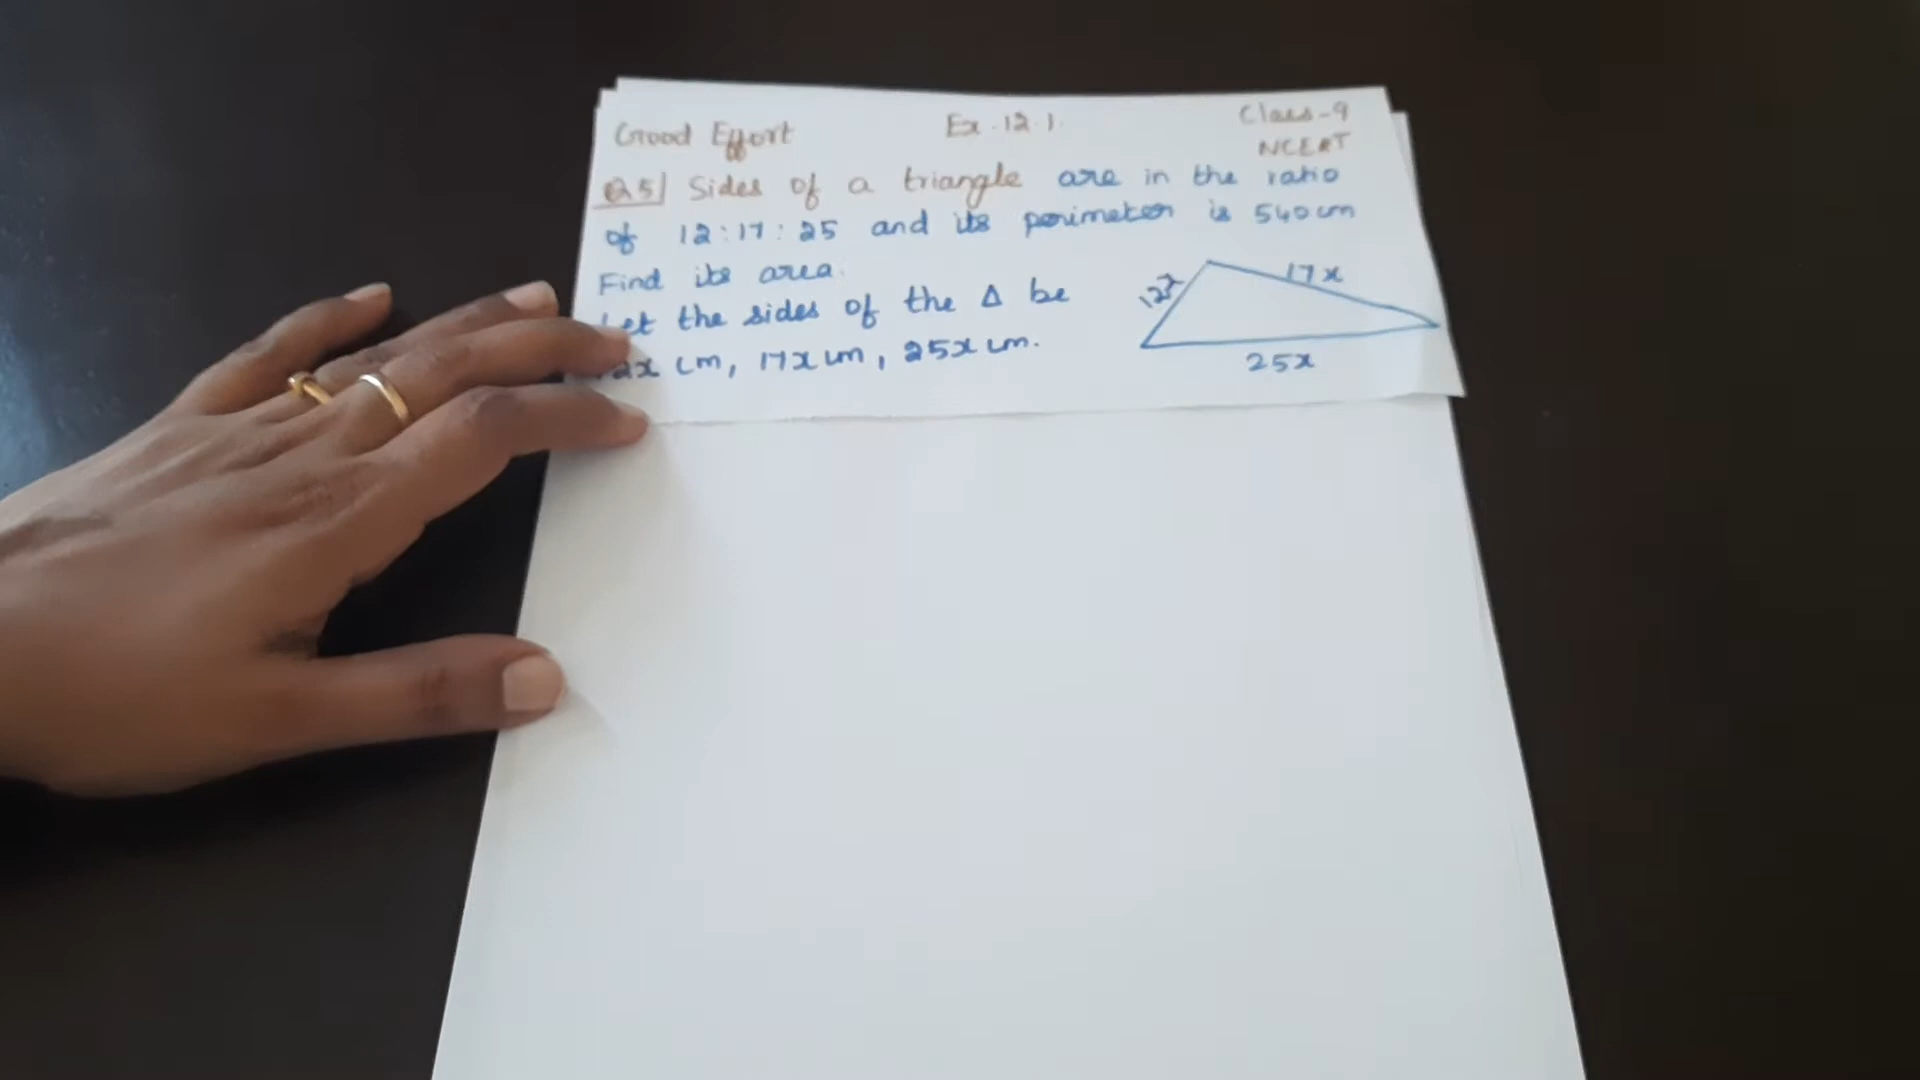 Good Effort Ex.12.1. Class-9
NCERT
Q5| Sides of a triangle are in the ratio
of 12:17:25 and its perimeter is 540cm
Find its area.
Let the sides of the Δ be
12x cm, 17x cm, 25x cm.
12x
17x
25x